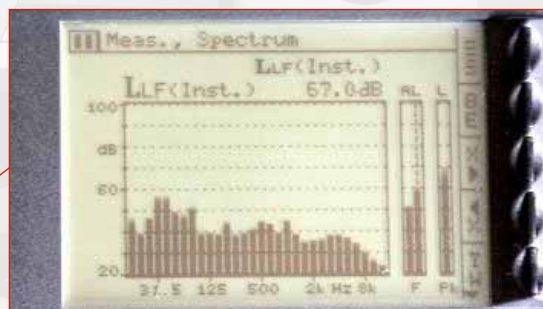 Meas., Spectrum
LLF(Inst.)
LLF(Inst.) 67.0dB AL L
100
dB
60
20
31.5 125 500 2k Hz 8k F Pk